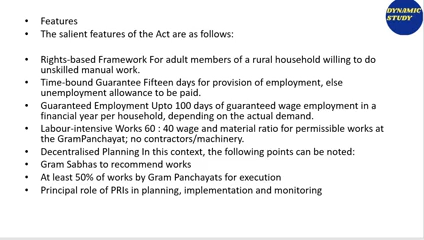 DYNAMIC
STUDY
• Features
• The salient features of the Act are as follows:
• Rights-based Framework For adult members of a rural household willing to do
unskilled manual work.
• Time-bound Guarantee Fifteen days for provision of employment, else
unemployment allowance to be paid.
• Guaranteed Employment Upto 100 days of guaranteed wage employment in a
financial year per household, depending on the actual demand.
• Labour-intensive Works 60 : 40 wage and material ratio for permissible works at
the GramPanchayat; no contractors/machinery.
• Decentralised Planning In this context, the following points can be noted:
• Gram Sabhas to recommend works
• At least 50% of works by Gram Panchayats for execution
• Principal role of PRIs in planning, implementation and monitoring